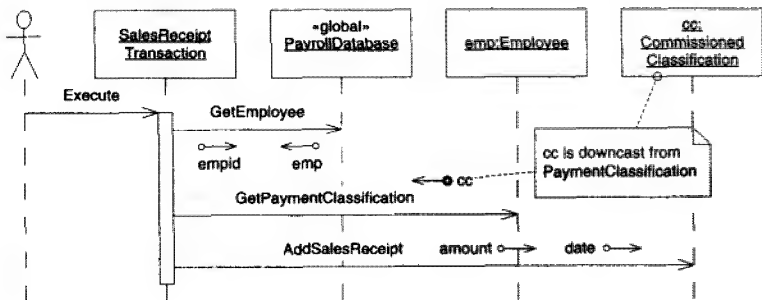 SalesReceipt
Transaction
«global»
PayrollDatabase
emp:Employee
cc:
Commissioned
Classification
Execute
GetEmployee
empid
emp
cc is downcast from
PaymentClassification
cc
GetPaymentClassification
AddSalesReceipt
amount
date